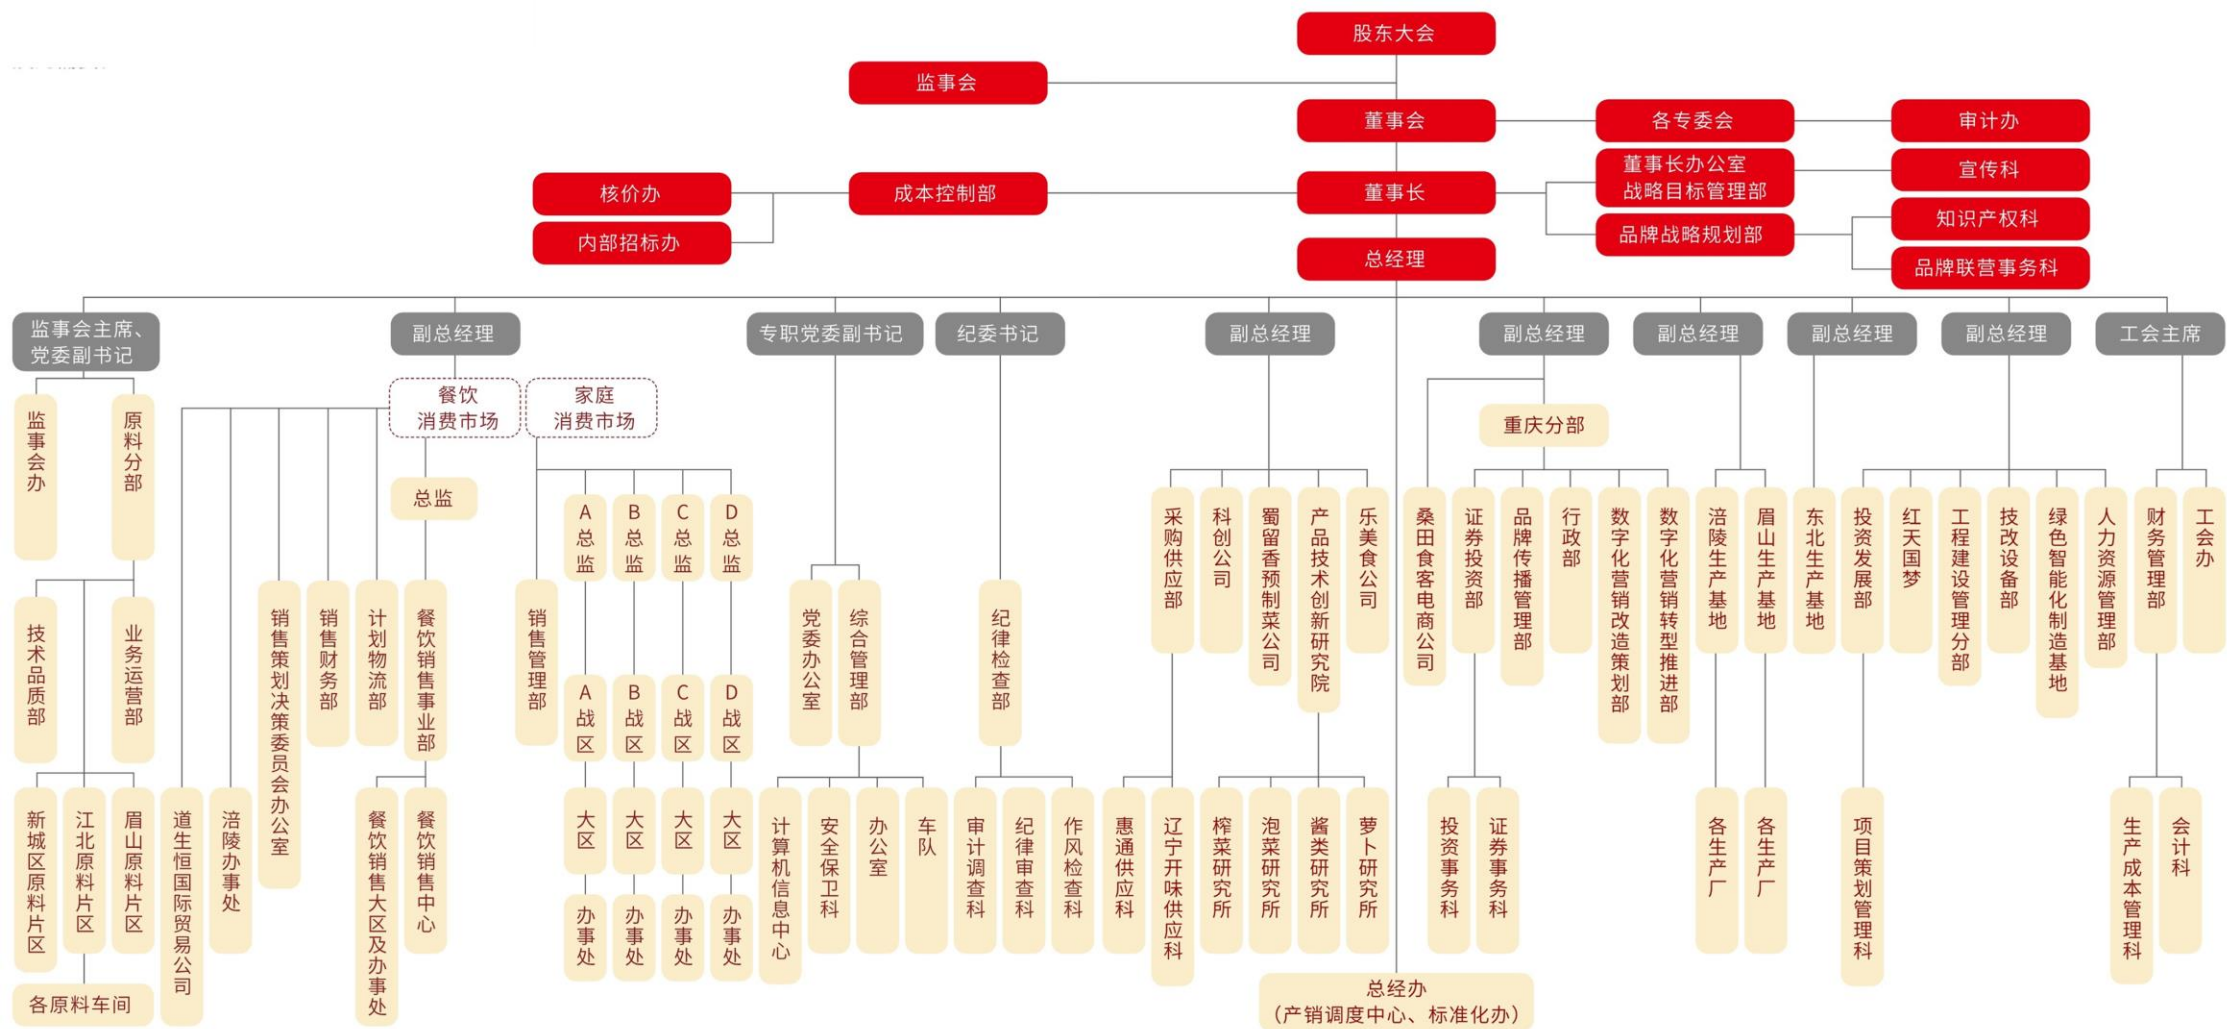 股东大会
监事会
董事会
各专委会
审计办
董事长办公室
战略目标管理部
宣传科
核价办
成本控制部
董事长
知识产权科
内部招标办
品牌战略规划部
总经理
品牌联营事务科
监事会主席、
党委副书记
副总经理
专职党委副书记
纪委书记
副总经理
副总经理
副总经理
副总经理
副总经理
工会主席
餐饮
消费市场
家庭
消费市场
重庆分部
监事会办
原料分部
总监
A总监
B总监
C总监
D总监
采购供应部
科创公司
蜀留香预制菜公司
产品技术创新研究院
乐美食公司
桑田食客电商公司
证券投资部
品牌传播管理部
行政部
数字化营销改造策划部
数字化营销转型推进部
涪陵生产基地
眉山生产基地
东北生产基地
投资发展部
红天国梦
工程建设管理分部
技改设备部
绿色智能化制造基地
人力资源管理部
财务管理部
工会办
技术品质部
业务运营部
销售策划决策委员会办公室
销售财务部
计划物流部
餐饮销售事业部
销售管理部
A战区
B战区
C战区
D战区
党委办公室
综合管理部
纪律检查部
新城区原料片区
江北原料片区
眉山原料片区
道生恒国际贸易公司
涪陵办事处
餐饮销售大区及办事处
餐饮销售中心
大区
大区
大区
大区
办事处
办事处
办事处
办事处
计算机信息中心
安全保卫科
办公室
车队
审计调查科
纪律审查科
作风检查科
惠通供应科
辽宁开味供应科
榨菜研究所
泡菜研究所
酱类研究所
萝卜研究所
投资事务科
证券事务科
各生产厂
各生产厂
项目策划管理科
生产成本管理科
会计科
各原料车间
总经办
（产销调度中心、标准化办）